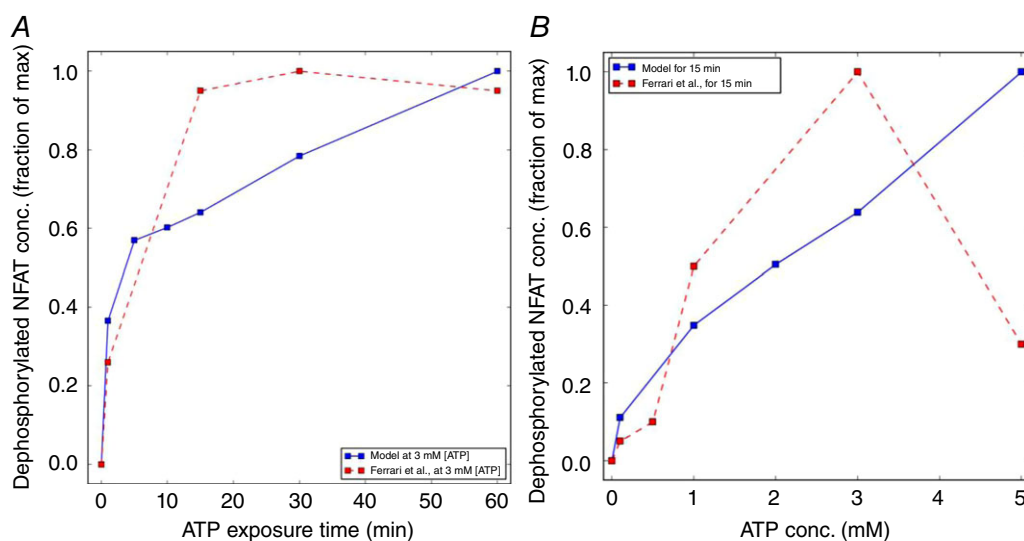 A
Dephosphorylated NFAT conc. (fraction of max)
1.0
0.8
0.6
0.4
0.2
0.0
Model at 3 mM [ATP]
Ferrari et al., at 3 mM [ATP]
0 10 20 30 40 50 60
ATP exposure time (min)
B
Dephosphorylated NFAT conc. (fraction of max)
1.0
0.8
0.6
0.4
0.2
0.0
Model for 15 min
Ferrari et al., for 15 min
0 1 2 3 4 5
ATP conc. (mM)